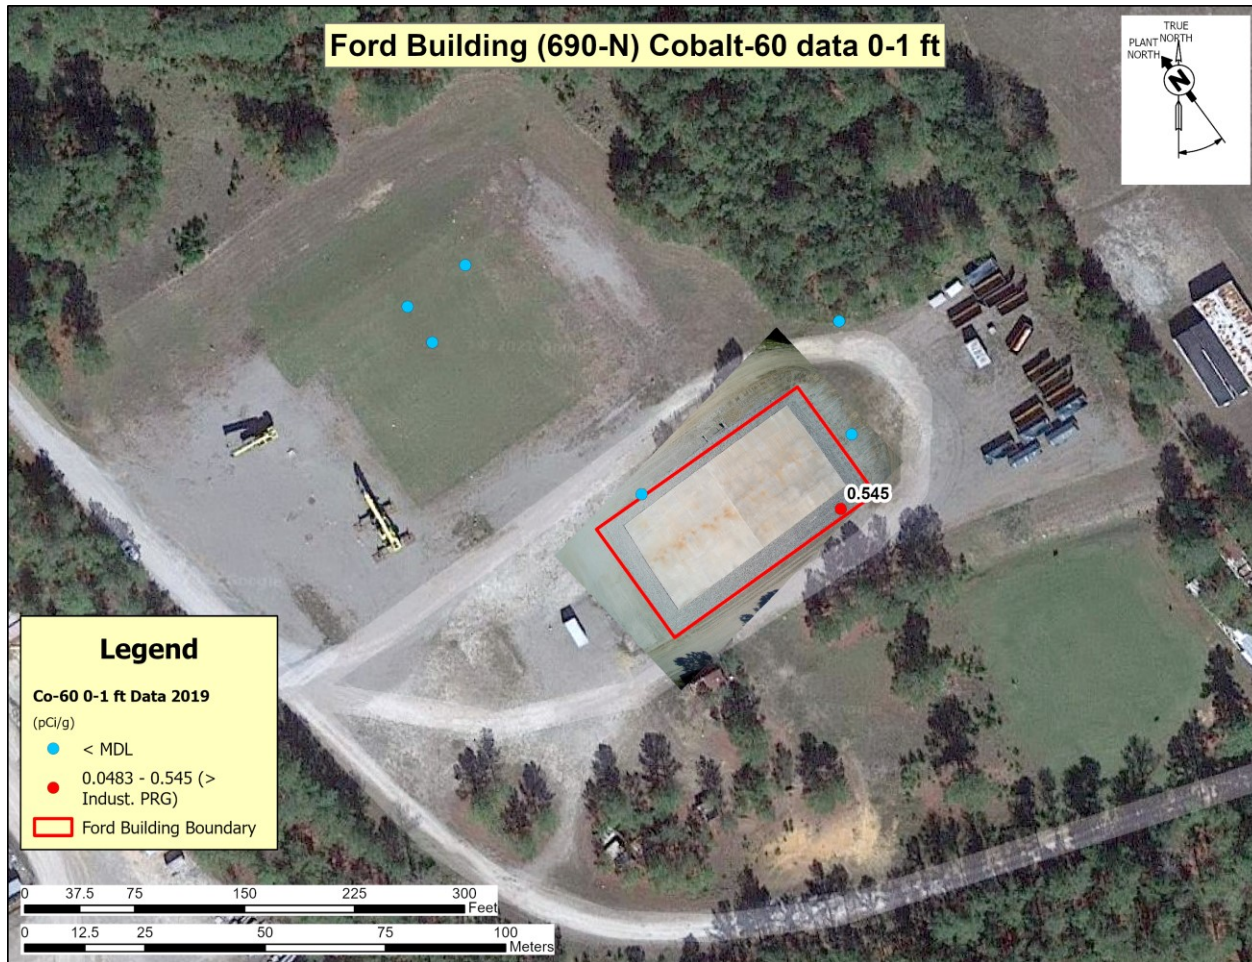 Ford Building (690-N) Cobalt-60 data 0-1 ft
TRUE
NORTH
PLANT
NORTH
N
0.545
Google
Legend
Co-60 0-1 ft Data 2019
(pCi/g)
< MDL
0.0483 - 0.545 (>
Indust. PRG)
Ford Building Boundary
0 37.5 75 150 225 300
Feet
0 12.5 25 50 75 100
Meters